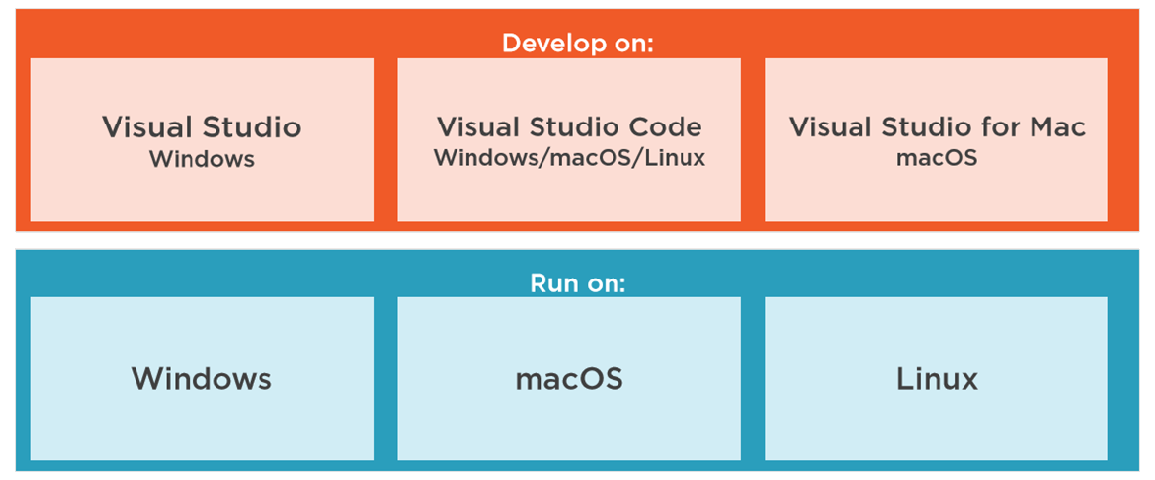 Develop on:
Visual Studio
Windows
Visual Studio Code
Windows/macOS/Linux
Visual Studio for Mac
macOS
Run on:
Windows
macOS
Linux